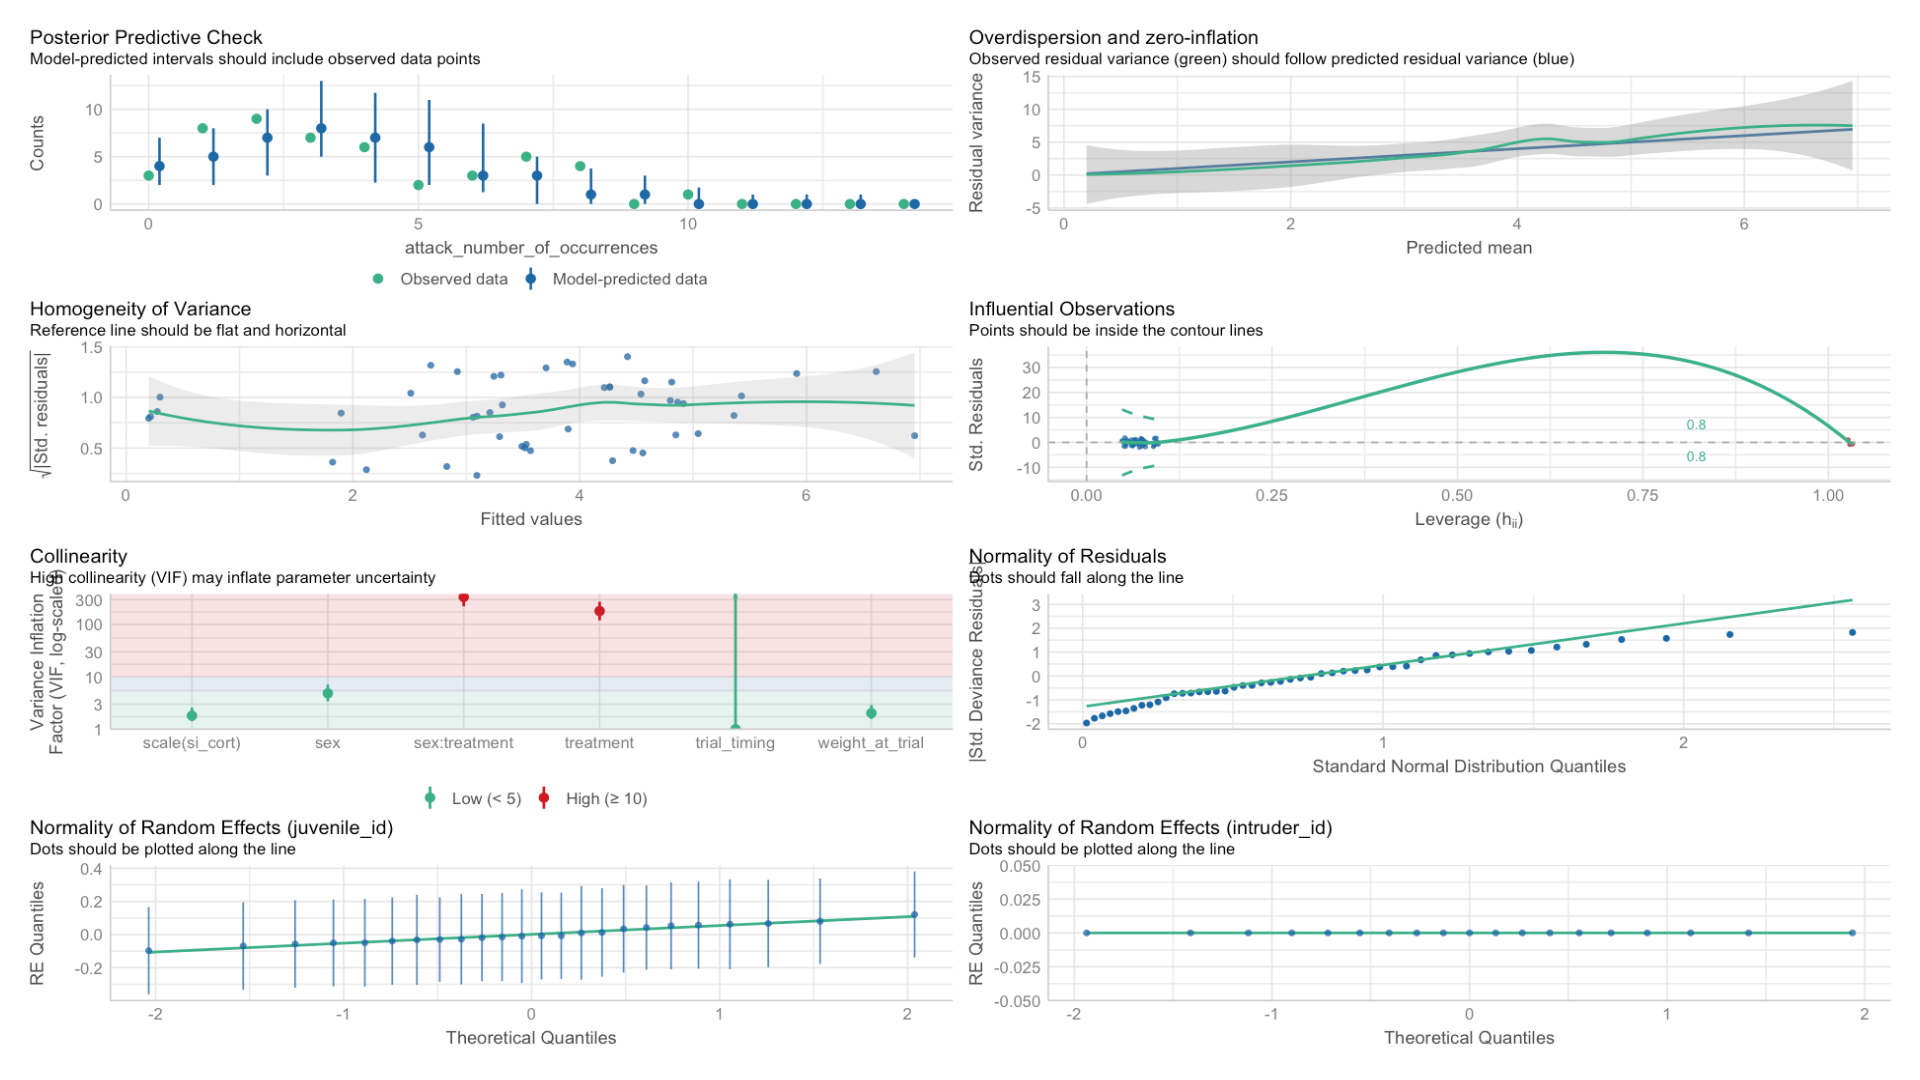 Posterior Predictive Check
Model-predicted intervals should include observed data points
Counts
10
5
0
0
5
10
attack_number_of_occurrences
Observed data
Model-predicted data
Overdispersion and zero-inflation
Observed residual variance (green) should follow predicted residual variance (blue)
Residual variance
15
10
5
0
-5
0
2
4
6
Predicted mean
Homogeneity of Variance
Reference line should be flat and horizontal
√|Std. residuals|
1.5
1.0
0.5
0
2
4
6
Fitted values
Influential Observations
Points should be inside the contour lines
Std. Residuals
30
20
10
0
-10
0.8
0.8
0.00
0.25
0.50
0.75
1.00
Leverage (hii)
Collinearity
High collinearity (VIF) may inflate parameter uncertainty
Variance Inflation
Factor (VIF, log-scaled)
300
100
30
10
3
1
scale(si_cort)
sex
sex:treatment
treatment
trial_timing
weight_at_trial
Low (< 5)
High (≥ 10)
Normality of Residuals
Dots should fall along the line
|Std. Deviance Residuals|
3
2
1
0
-1
-2
0
1
2
Standard Normal Distribution Quantiles
Normality of Random Effects (juvenile_id)
Dots should be plotted along the line
RE Quantiles
0.4
0.2
0.0
-0.2
-2
-1
0
1
2
Theoretical Quantiles
Normality of Random Effects (intruder_id)
Dots should be plotted along the line
RE Quantiles
0.050
0.025
0.000
-0.025
-0.050
-2
-1
0
1
2
Theoretical Quantiles